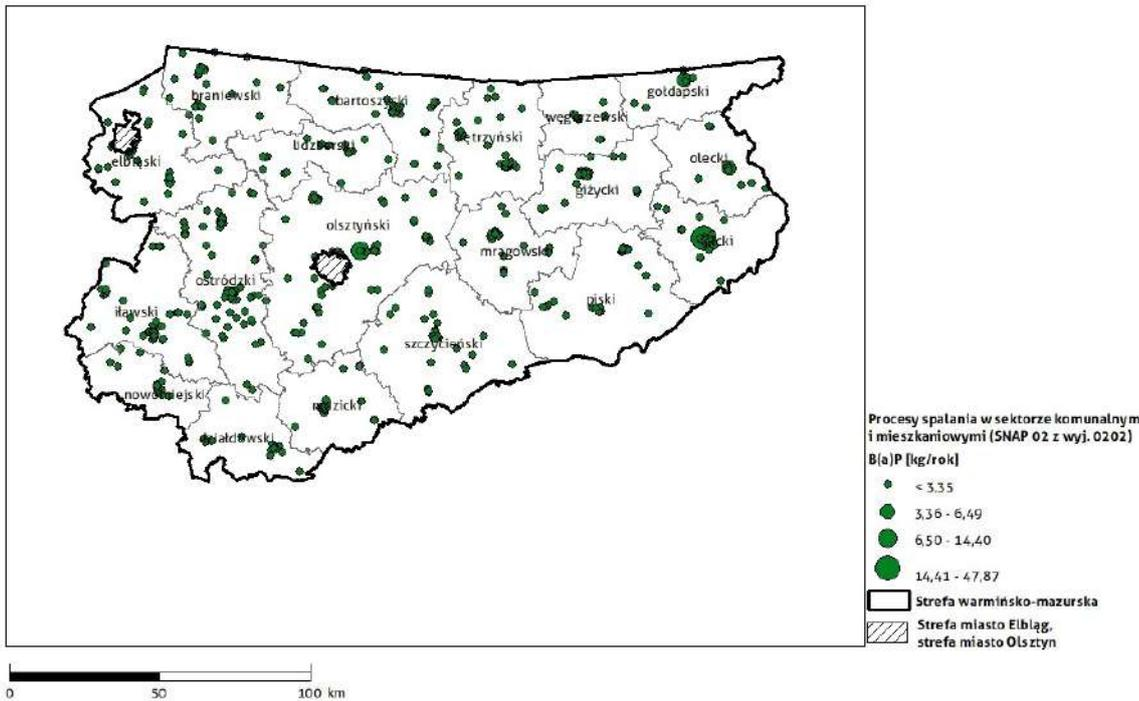 gołdapski
braniewski
bartoszycki
węgorzewski
kętrzyński
lidzbarski
olecki
elbląski
giżycki
olsztyński
mrągowski
ełcki
ostródzki
piski
iławski
szczycieński
nowomiejski
nidzicki
działdowski
Procesy spalania w sektorze komunalnym
i mieszkaniowymi (SNAP 02 z wyj. 0202)
B(a)P [kg/rok]
< 3,35
3,36 - 6,49
6,50 - 14,40
14,41 - 47,87
Strefa warmińsko-mazurska
Strefa miasto Elbląg,
strefa miasto Olsztyn
0 50 100 km